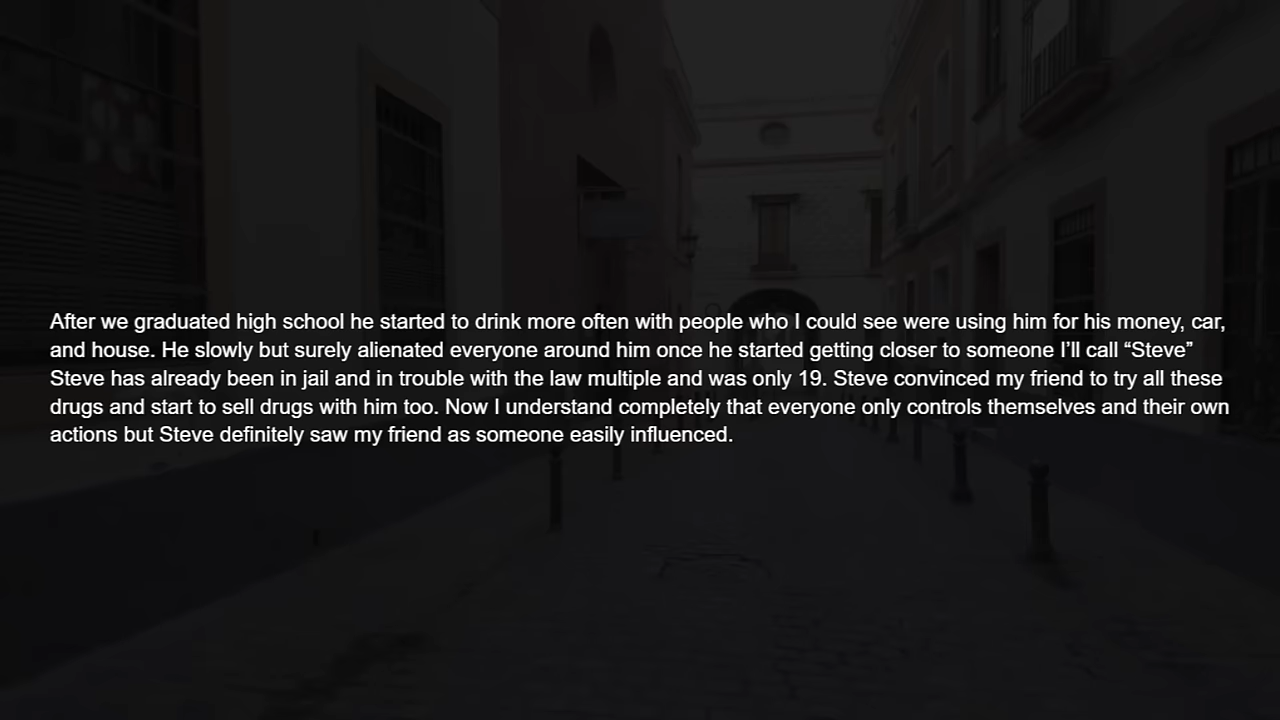 After we graduated high school he started to drink more often with people who I could see were using him for his money, car,
and house. He slowly but surely alienated everyone around him once he started getting closer to someone I’ll call “Steve”
Steve has already been in jail and in trouble with the law multiple and was only 19. Steve convinced my friend to try all these
drugs and start to sell drugs with him too. Now I understand completely that everyone only controls themselves and their own
actions but Steve definitely saw my friend as someone easily influenced.